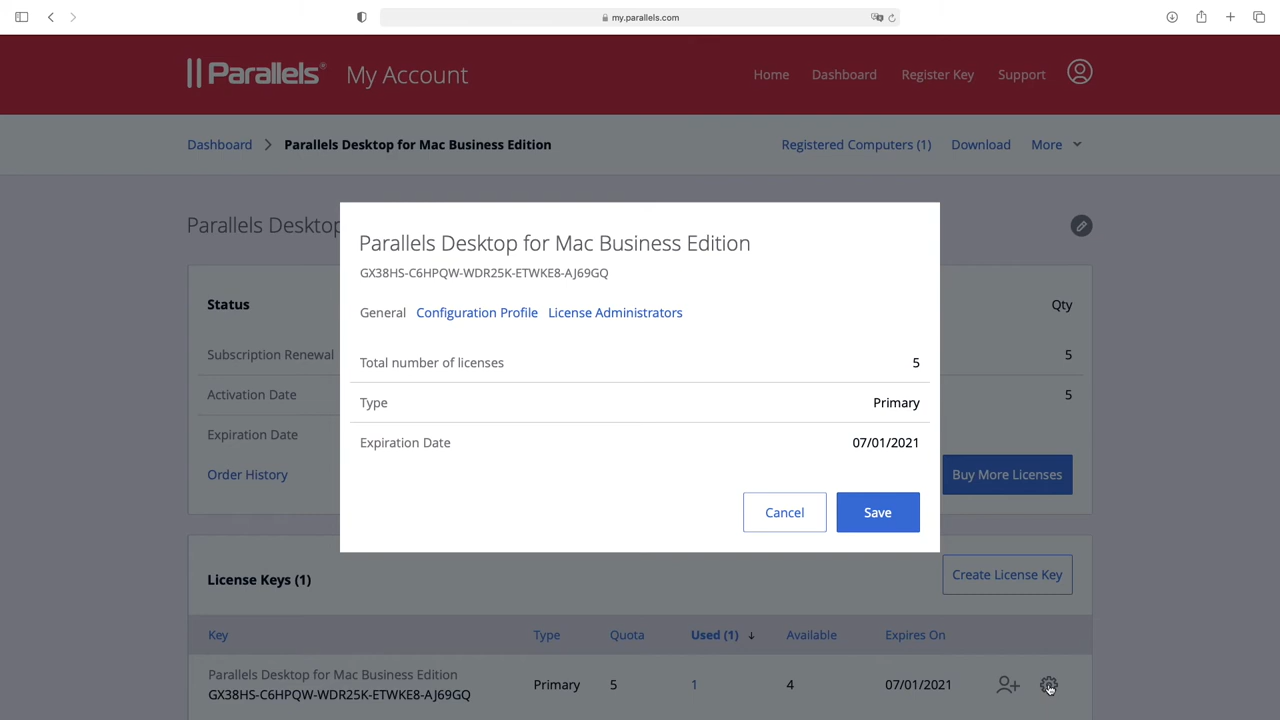 my.parallels.com
Parallels® My Account
Home Dashboard Register Key Support
Dashboard > Parallels Desktop for Mac Business Edition
Registered Computers (1) Download More
Parallels Desktop
Parallels Desktop for Mac Business Edition
GX38HS-C6HPQW-WDR25K-ETWKE8-AJ69GQ
General Configuration Profile License Administrators
Total number of licenses 5
Type Primary
Expiration Date 07/01/2021
Cancel Save
Status Qty
Subscription Renewal 5
Activation Date 5
Expiration Date
Order History Buy More Licenses
License Keys (1) Create License Key
Key Type Quota Used (1) ↓ Available Expires On
Parallels Desktop for Mac Business Edition
GX38HS-C6HPQW-WDR25K-ETWKE8-AJ69GQ Primary 5 1 4 07/01/2021